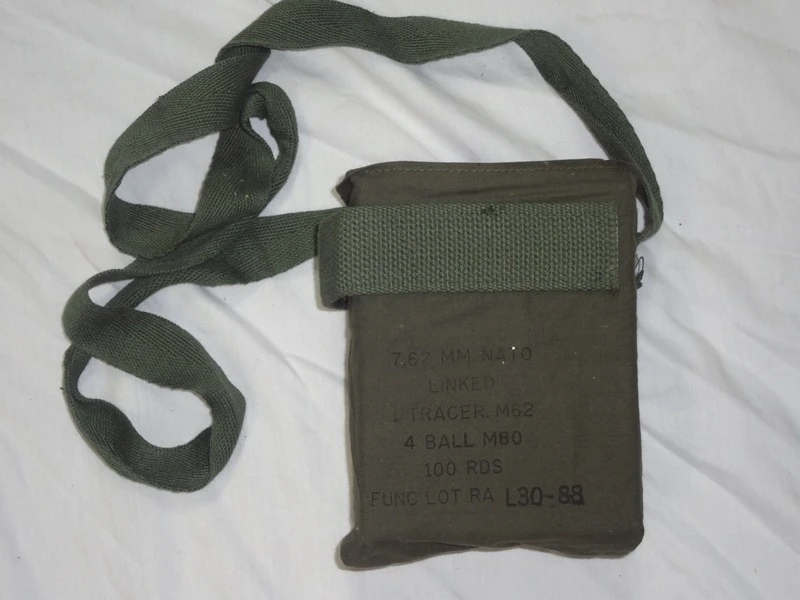 7.62 MM. NATO
LINKED
1 TRACER. M62
4 BALL M80
100 RDS
FUNC LOT RA L30-88